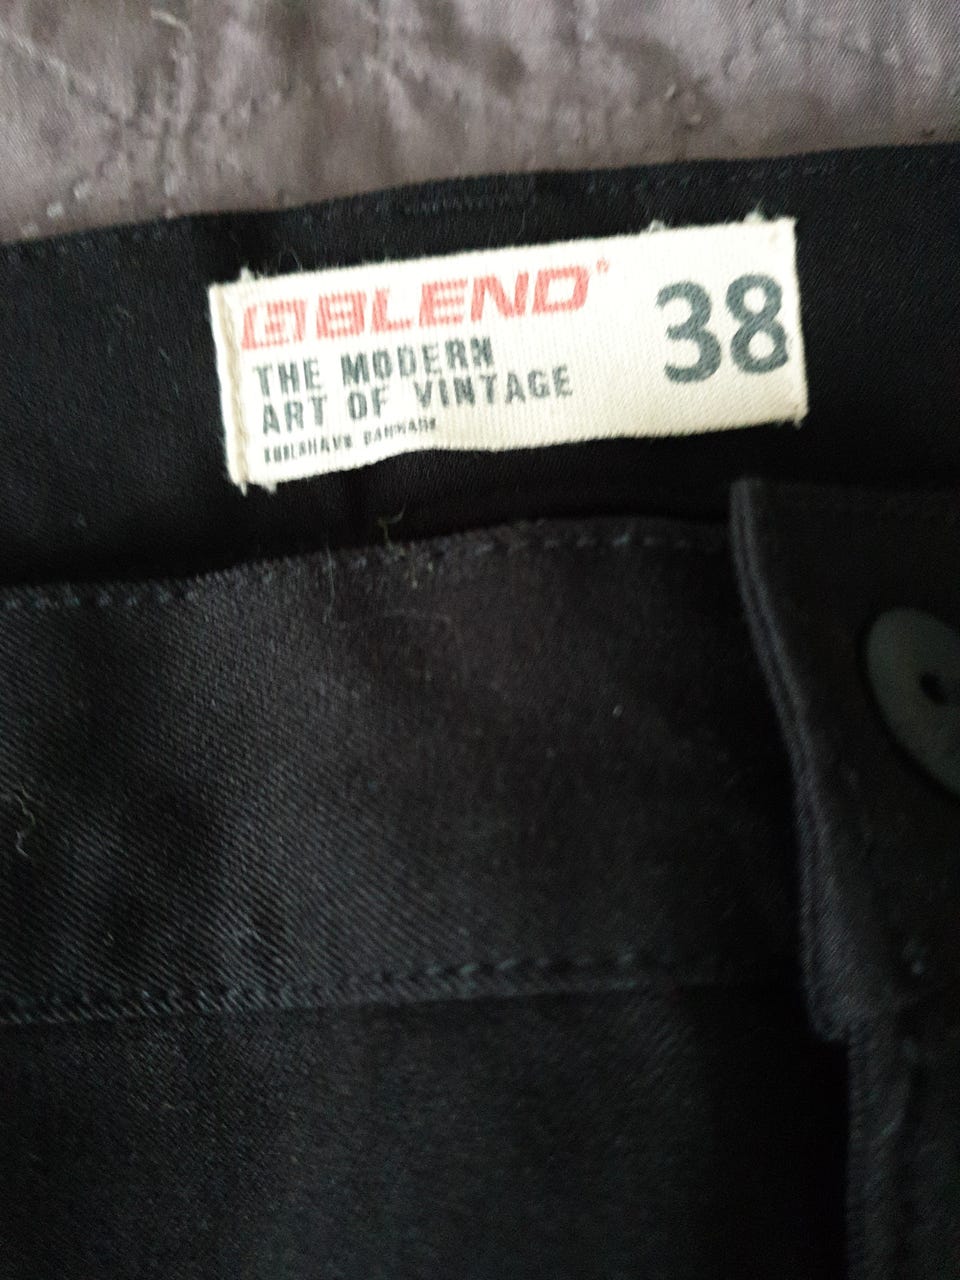 BLEND®
38
THE MODERN
ART OF VINTAGE